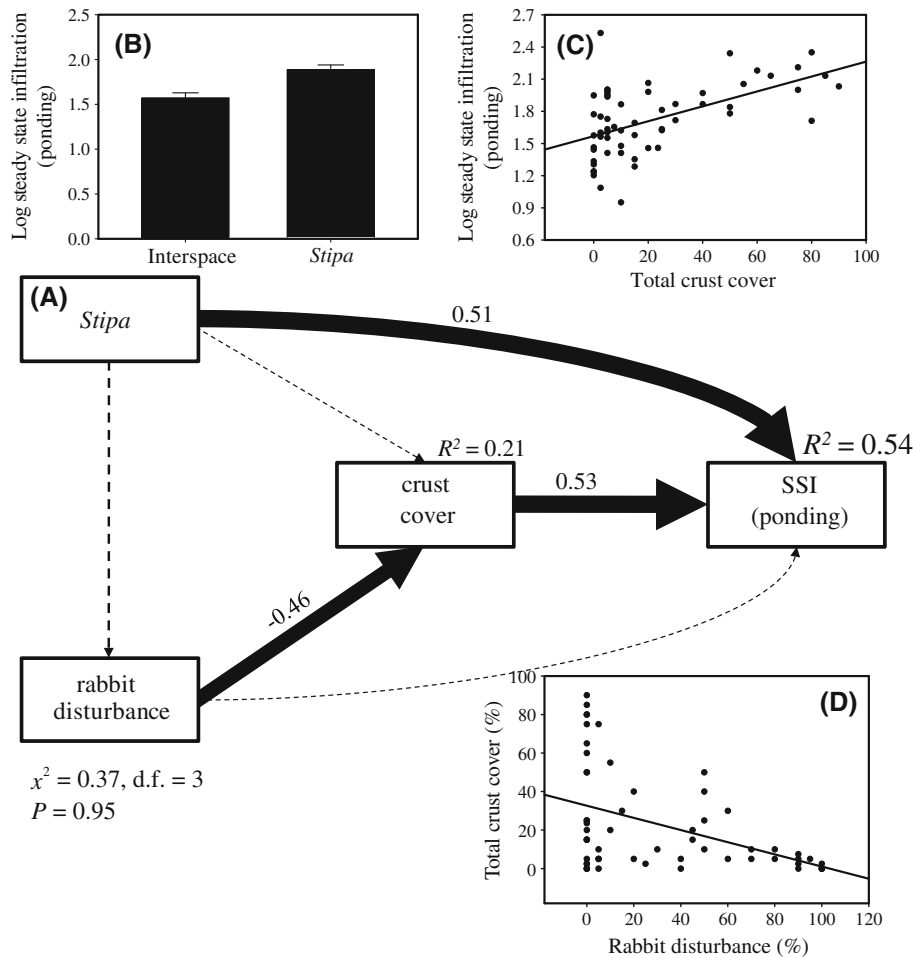 (B)
Log steady state infiltration
(ponding)
2.5
2.0
1.5
1.0
0.5
0.0
Interspace Stipa
(C)
Log steady state infiltration
(ponding)
2.7
2.4
2.1
1.8
1.5
1.2
0.9
0.6
0 20 40 60 80 100
Total crust cover
(A)
Stipa
0.51
R² = 0.21
R² = 0.54
crust
cover
0.53
SSI
(ponding)
-0.46
rabbit
disturbance
x² = 0.37, d.f. = 3
P = 0.95
(D)
Total crust cover (%)
100
80
60
40
20
0
0 20 40 60 80 100 120
Rabbit disturbance (%)